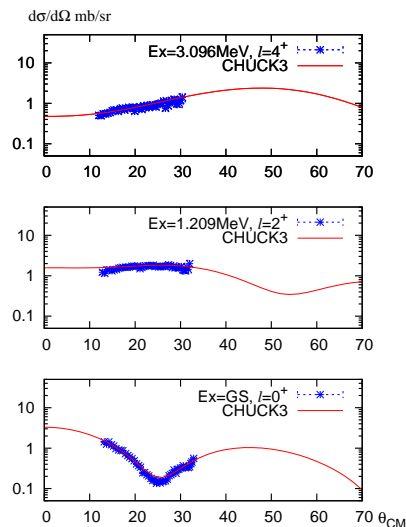 dσ/dΩ mb/sr
Ex=3.096MeV, l=4+
CHUCK3
10
1
0.1
0 10 20 30 40 50 60 70
Ex=1.209MeV, l=2+
CHUCK3
10
1
0.1
0 10 20 30 40 50 60 70
Ex=GS, l=0+
CHUCK3
10
1
0.1
0 10 20 30 40 50 60 70
θCM